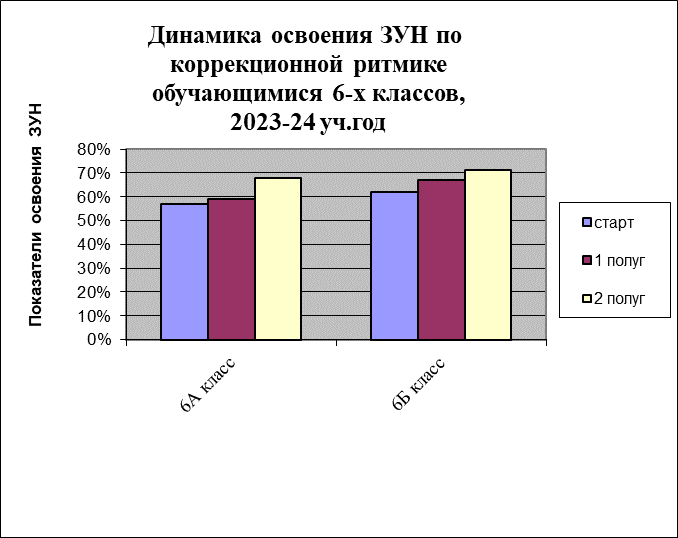 Динамика освоения ЗУН по
коррекционной ритмике
обучающимися 6-х классов,
2023-24 уч.год
Показатели освоения ЗУН
80%
70%
60%
50%
40%
30%
20%
10%
0%
6А класс
6Б класс
старт
1 полуг
2 полуг